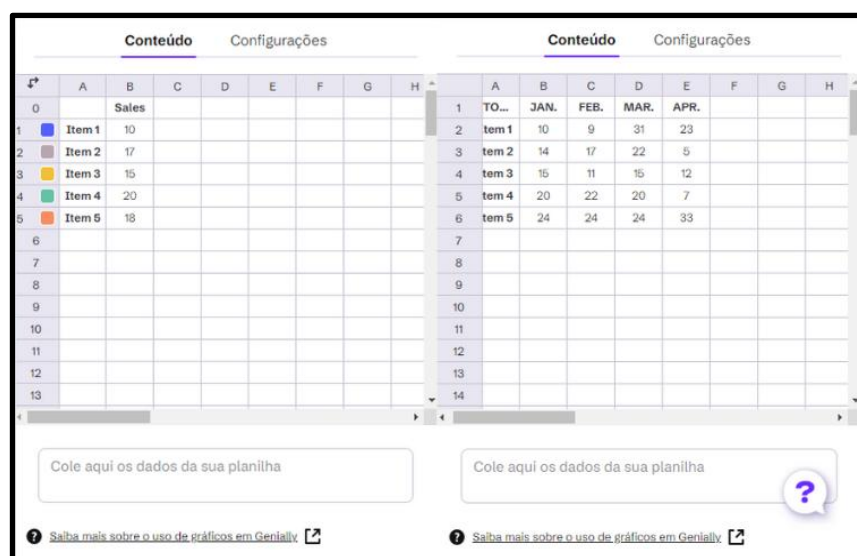 Conteúdo Configurações
A B C D E F G H
0 Sales
1 Item 1 10
2 Item 2 17
3 Item 3 15
4 Item 4 20
5 Item 5 18
6
7
8
9
10
11
12
13
Cole aqui os dados da sua planilha
? Saiba mais sobre o uso de gráficos em Genially
Conteúdo Configurações
A B C D E F G H
1 TO... JAN. FEB. MAR. APR.
2 tem 1 10 9 31 23
3 tem 2 14 17 22 5
4 tem 3 15 11 15 12
5 tem 4 20 22 20 7
6 tem 5 24 24 24 33
7
8
9
10
11
12
13
14
Cole aqui os dados da sua planilha
?
? Saiba mais sobre o uso de gráficos em Genially